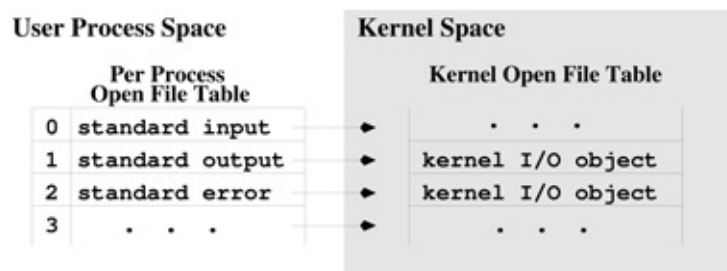 User Process Space
Kernel Space
Per Process
Open File Table
Kernel Open File Table
0 standard input
. . .
1 standard output
kernel I/O object
2 standard error
kernel I/O object
3 . . .
. . .